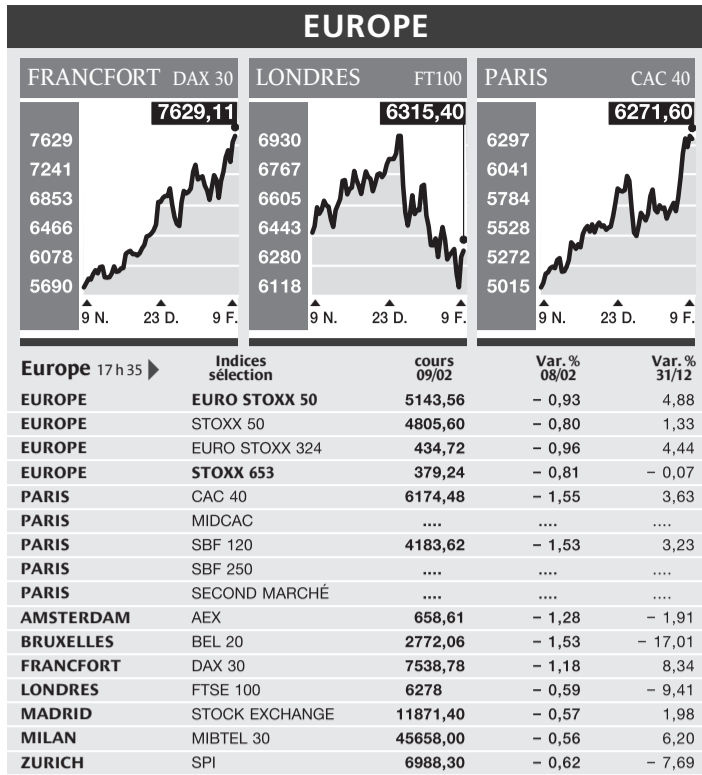 EUROPE
FRANCFORT DAX 30
7629,11
7629
7241
6853
6466
6078
5690
9 N. 23 D. 9 F.
LONDRES FT100
6315,40
6930
6767
6605
6443
6280
6118
9 N. 23 D. 9 F.
PARIS CAC 40
6271,60
6297
6041
5784
5528
5272
5015
9 N. 23 D. 9 F.
Europe 17 h 35 Indices sélection cours 09/02 Var. % 08/02 Var. % 31/12
EUROPE EURO STOXX 50 5143,56 – 0,93 4,88
EUROPE STOXX 50 4805,60 – 0,80 1,33
EUROPE EURO STOXX 324 434,72 – 0,96 4,44
EUROPE STOXX 653 379,24 – 0,81 – 0,07
PARIS CAC 40 6174,48 – 1,55 3,63
PARIS MIDCAC .... .... ....
PARIS SBF 120 4183,62 – 1,53 3,23
PARIS SBF 250 .... .... ....
PARIS SECOND MARCHÉ .... .... ....
AMSTERDAM AEX 658,61 – 1,28 – 1,91
BRUXELLES BEL 20 2772,06 – 1,53 – 17,01
FRANCFORT DAX 30 7538,78 – 1,18 8,34
LONDRES FTSE 100 6278 – 0,59 – 9,41
MADRID STOCK EXCHANGE 11871,40 – 0,57 1,98
MILAN MIBTEL 30 45658,00 – 0,56 6,20
ZURICH SPI 6988,30 – 0,62 – 7,69